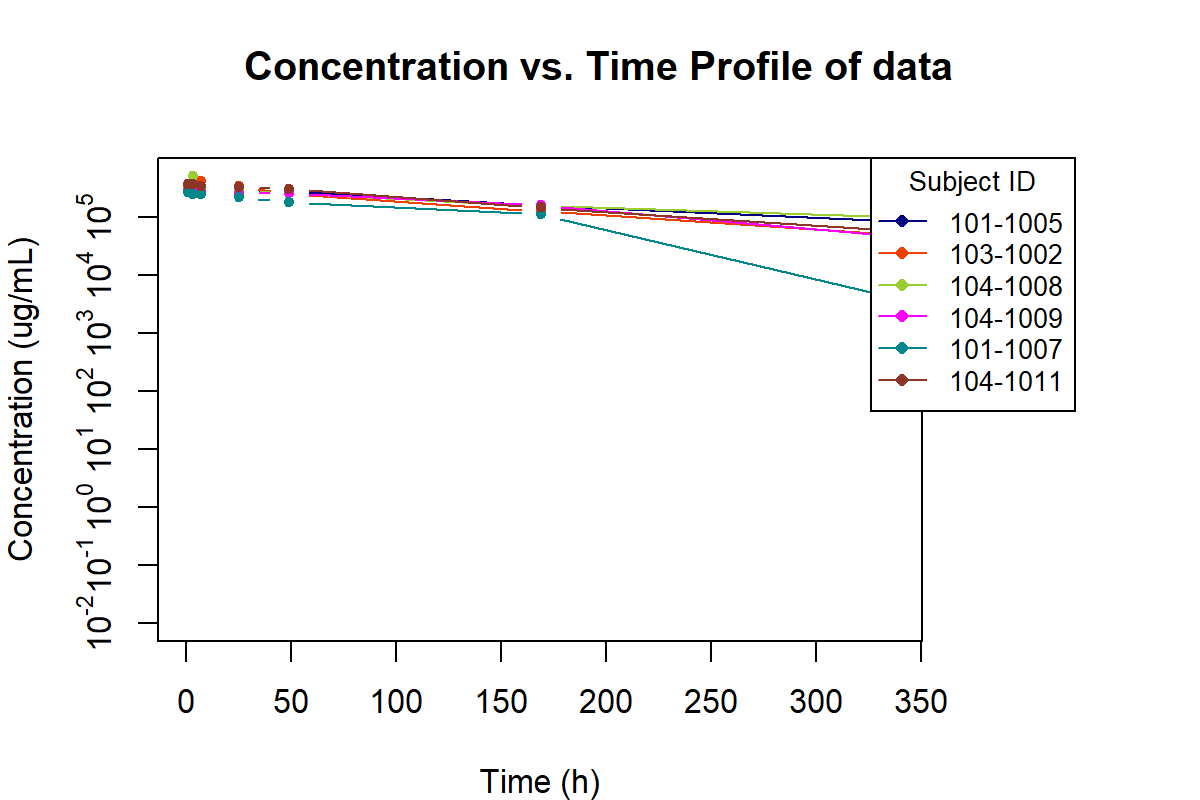 Concentration vs. Time Profile of data
Concentration (ug/mL)
10^5
10^4
10^3
10^2
10^1
10^0
10^-1
10^-2
0 50 100 150 200 250 300 350
Time (h)
Subject ID
101-1005
103-1002
104-1008
104-1009
101-1007
104-1011